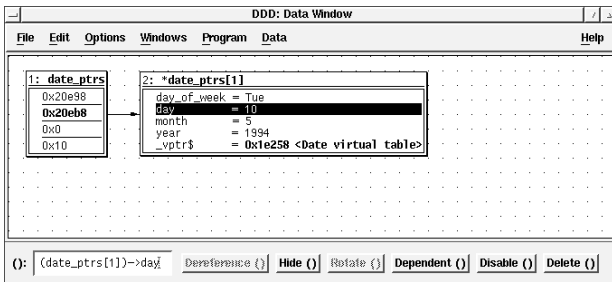 DDD: Data Window
File Edit Options Windows Program Data Help
1: date_ptrs
0x20e98
0x20eb8
0x0
0x10
2: *date_ptrs[1]
day_of_week = Tue
day = 10
month = 5
year = 1994
_vptr$ = 0x1e258 <Date virtual table>
(): (date_ptrs[1])->day Dereference () Hide () Rotate () Dependent () Disable () Delete ()